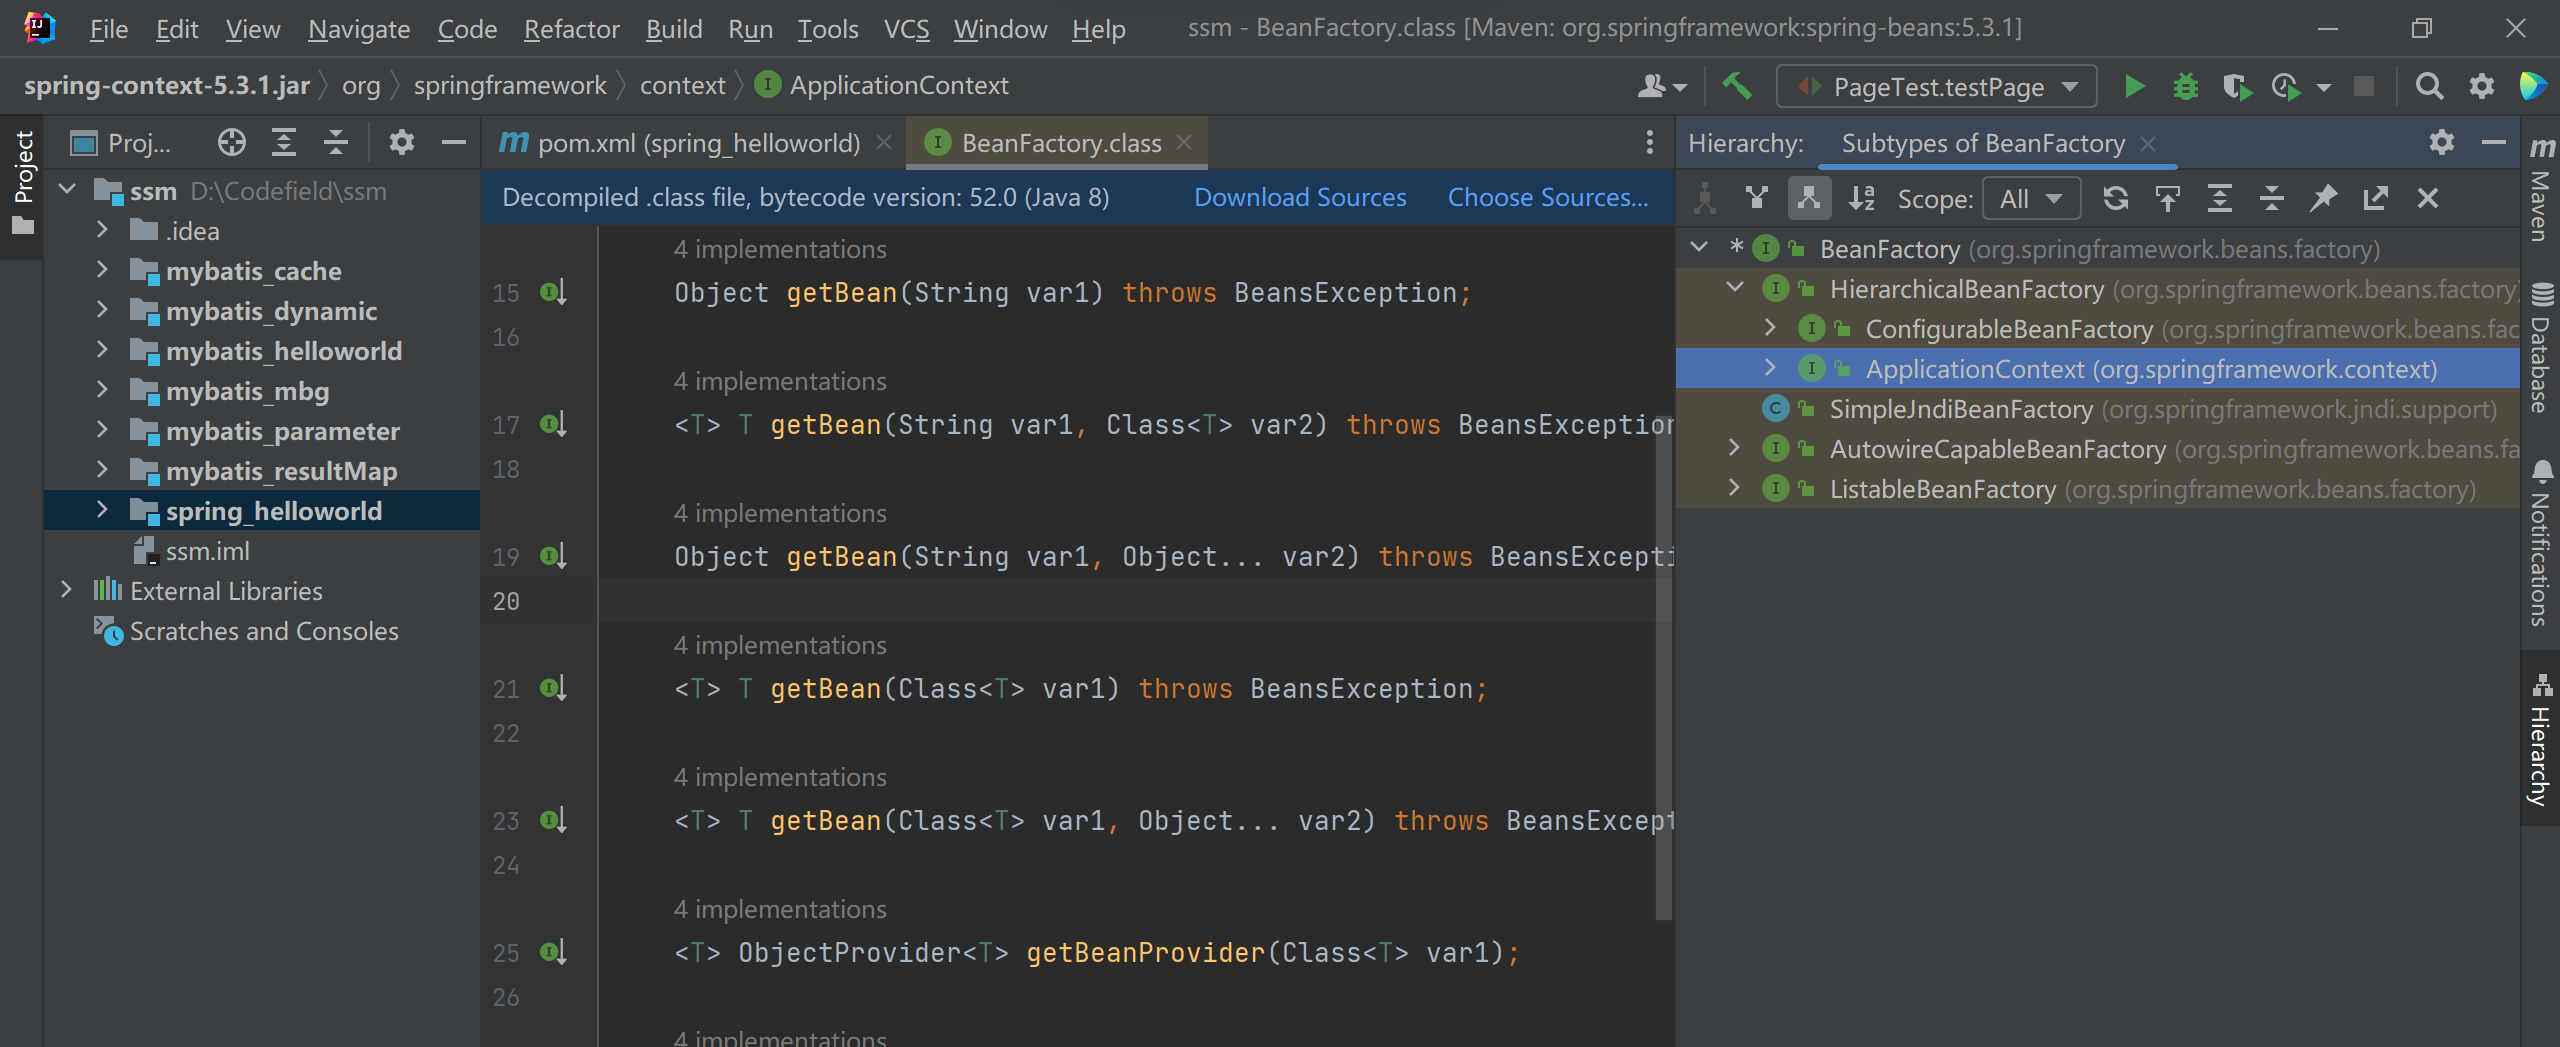 File Edit View Navigate Code Refactor Build Run Tools VCS Window Help ssm - BeanFactory.class [Maven: org.springframework:spring-beans:5.3.1]
spring-context-5.3.1.jar org springframework context ApplicationContext PageTest.testPage
Project
Proj...
ssm D:\Codefield\ssm
.idea
mybatis_cache
mybatis_dynamic
mybatis_helloworld
mybatis_mbg
mybatis_parameter
mybatis_resultMap
spring_helloworld
ssm.iml
External Libraries
Scratches and Consoles
pom.xml (spring_helloworld) BeanFactory.class
Decompiled .class file, bytecode version: 52.0 (Java 8) Download Sources Choose Sources...
4 implementations
15 Object getBean(String var1) throws BeansException;
16
4 implementations
17 <T> T getBean(String var1, Class<T> var2) throws BeansException
18
4 implementations
19 Object getBean(String var1, Object... var2) throws BeansExcepti
20
4 implementations
21 <T> T getBean(Class<T> var1) throws BeansException;
22
4 implementations
23 <T> T getBean(Class<T> var1, Object... var2) throws BeansExcept
24
4 implementations
25 <T> ObjectProvider<T> getBeanProvider(Class<T> var1);
26
4 implementations
Hierarchy: Subtypes of BeanFactory
Scope: All
* BeanFactory (org.springframework.beans.factory)
HierarchicalBeanFactory (org.springframework.beans.factory)
ConfigurableBeanFactory (org.springframework.beans.fac
ApplicationContext (org.springframework.context)
SimpleJndiBeanFactory (org.springframework.jndi.support)
AutowireCapableBeanFactory (org.springframework.beans.fa
ListableBeanFactory (org.springframework.beans.factory)
Maven
Database
Notifications
Hierarchy